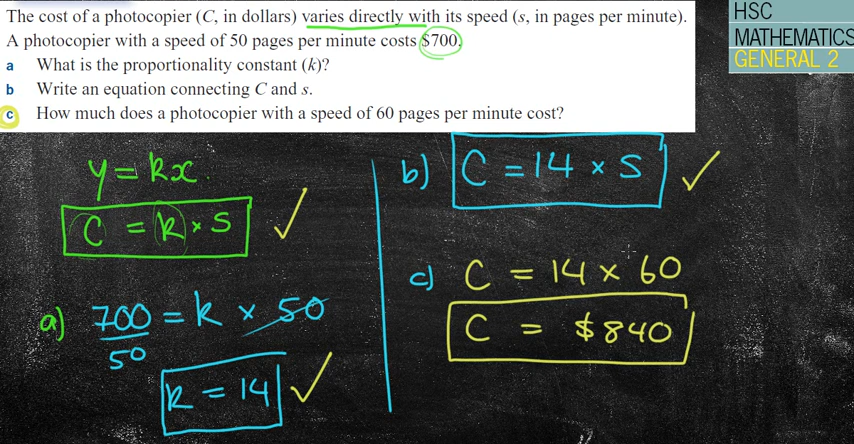 The cost of a photocopier (C, in dollars) varies directly with its speed (s, in pages per minute).
A photocopier with a speed of 50 pages per minute costs $700.
a What is the proportionality constant (k)?
b Write an equation connecting C and s.
c How much does a photocopier with a speed of 60 pages per minute cost?
HSC
MATHEMATICS
GENERAL 2
y = kx.
C = k × S
a) 700 = k × 50
50
k = 14
b) C = 14 × S
c) C = 14 × 60
C = $840